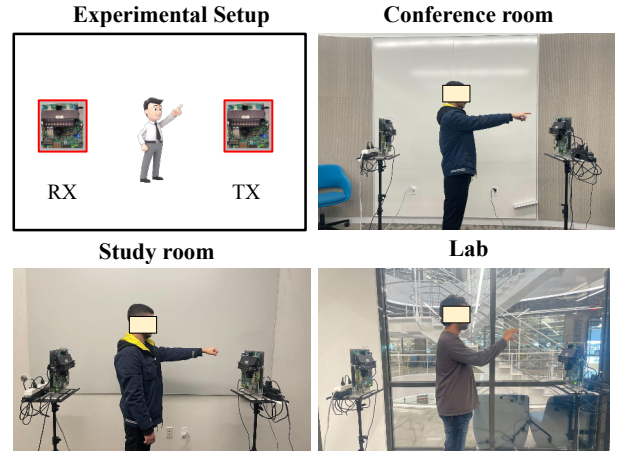 Experimental Setup
Conference room
RX
TX
Study room
Lab